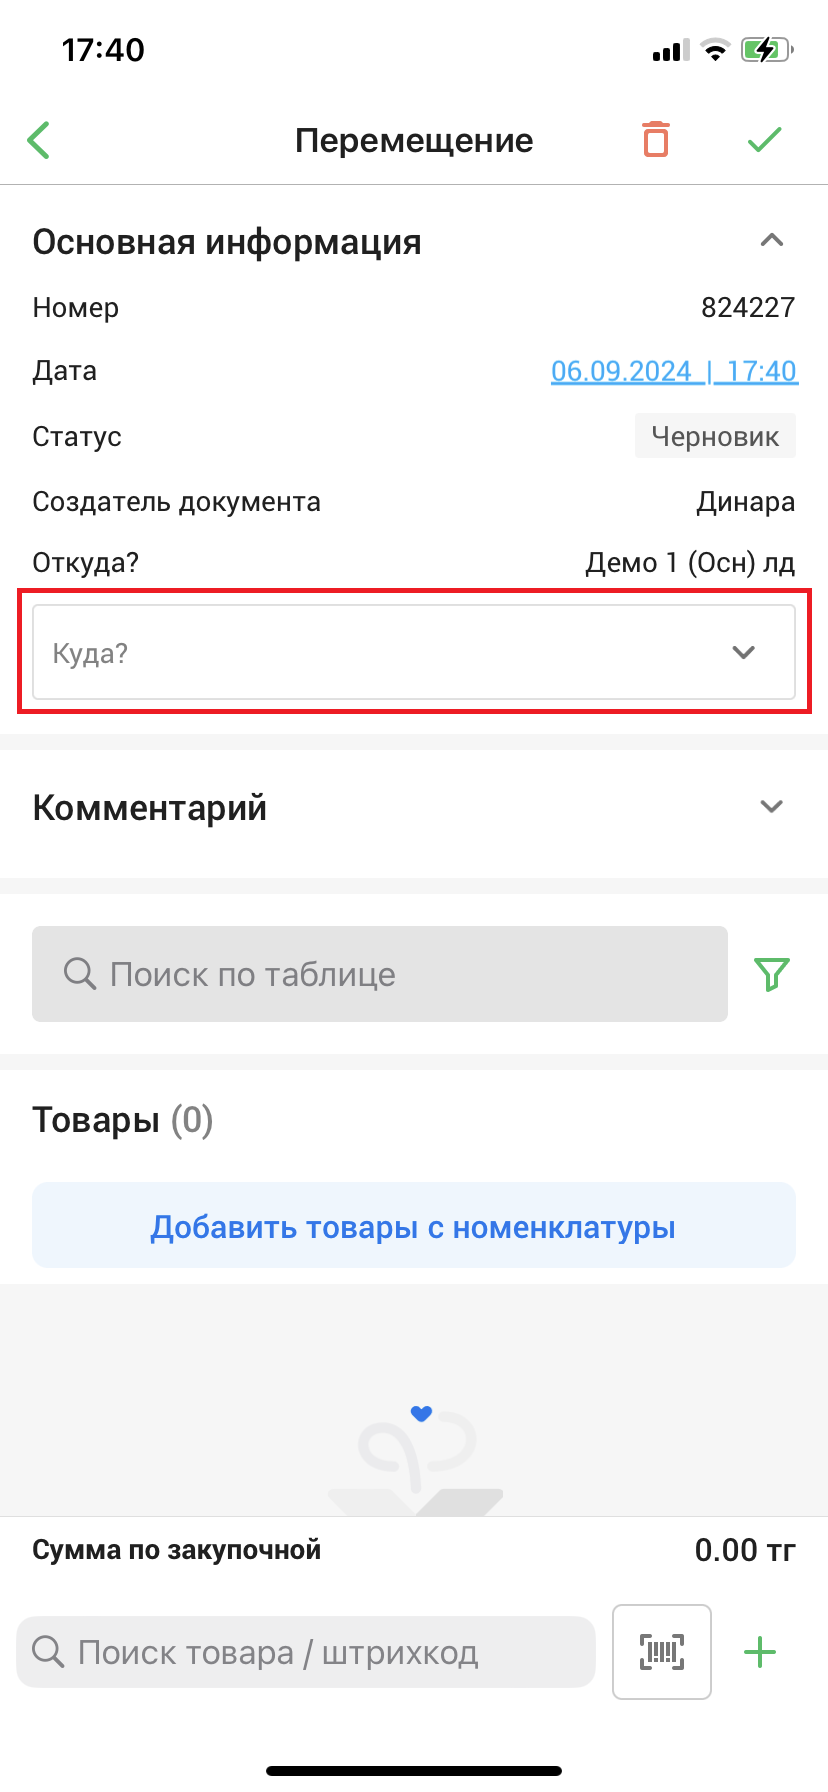 17:40
Перемещение
Основная информация
Номер 824227
Дата 06.09.2024 | 17:40
Статус Черновик
Создатель документа Динара
Откуда? Демо 1 (Осн) лд
Куда?
Комментарий
Поиск по таблице
Товары (0)
Добавить товары с номенклатуры
Сумма по закупочной 0.00 тг
Поиск товара / штрихкод